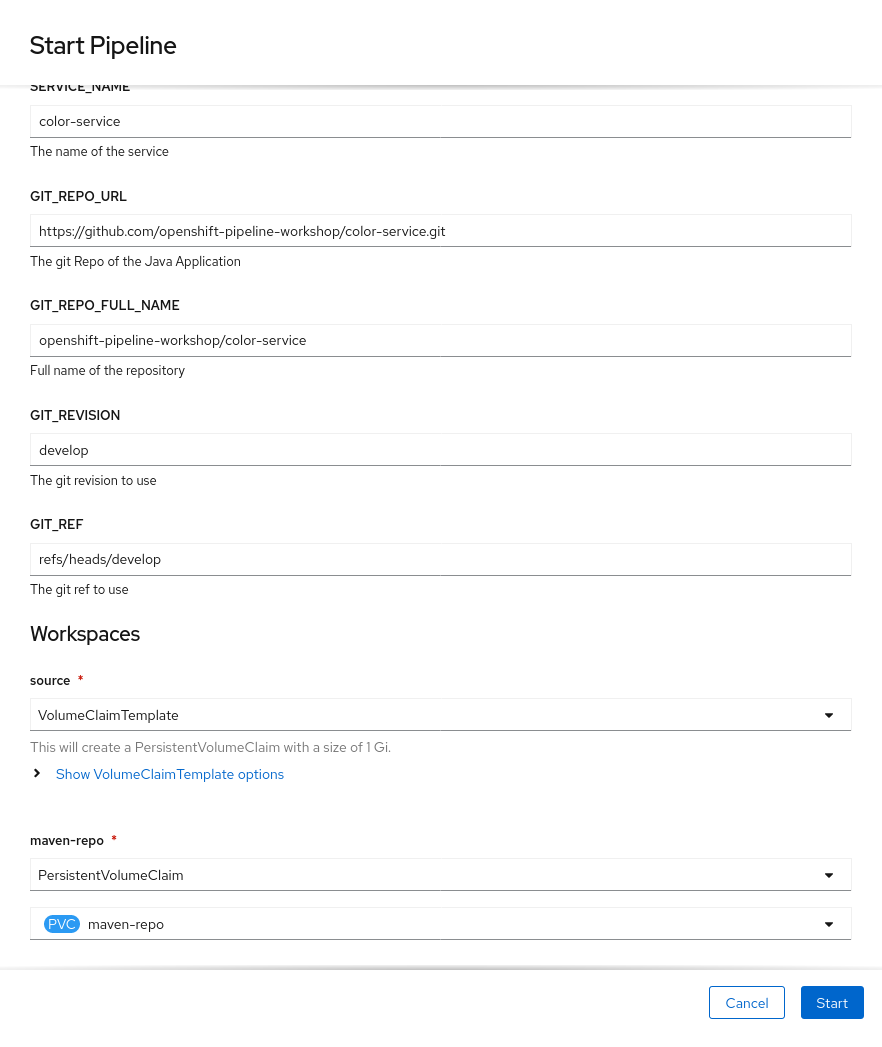 Start Pipeline
SERVICE_NAME
color-service
The name of the service
GIT_REPO_URL
https://github.com/openshift-pipeline-workshop/color-service.git
The git Repo of the Java Application
GIT_REPO_FULL_NAME
openshift-pipeline-workshop/color-service
Full name of the repository
GIT_REVISION
develop
The git revision to use
GIT_REF
refs/heads/develop
The git ref to use
Workspaces
source *
VolumeClaimTemplate
This will create a PersistentVolumeClaim with a size of 1 Gi.
Show VolumeClaimTemplate options
maven-repo *
PersistentVolumeClaim
PVC maven-repo
Cancel Start